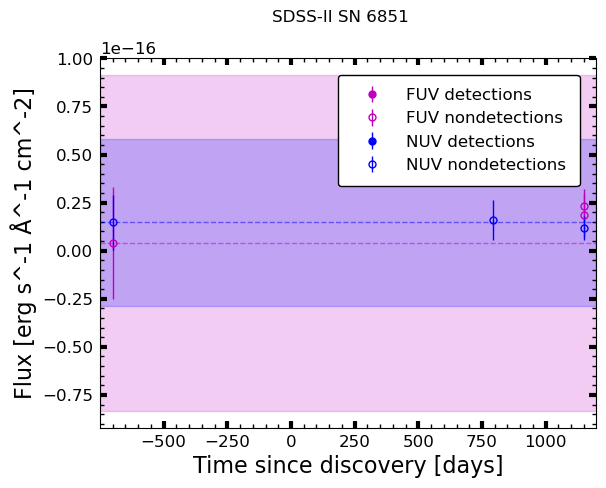 SDSS-II SN 6851
1e−16
1.00
0.75
0.50
0.25
0.00
−0.25
−0.50
−0.75
Flux [erg s^-1 Å^-1 cm^-2]
FUV detections
FUV nondetections
NUV detections
NUV nondetections
−500 −250 0 250 500 750 1000
Time since discovery [days]